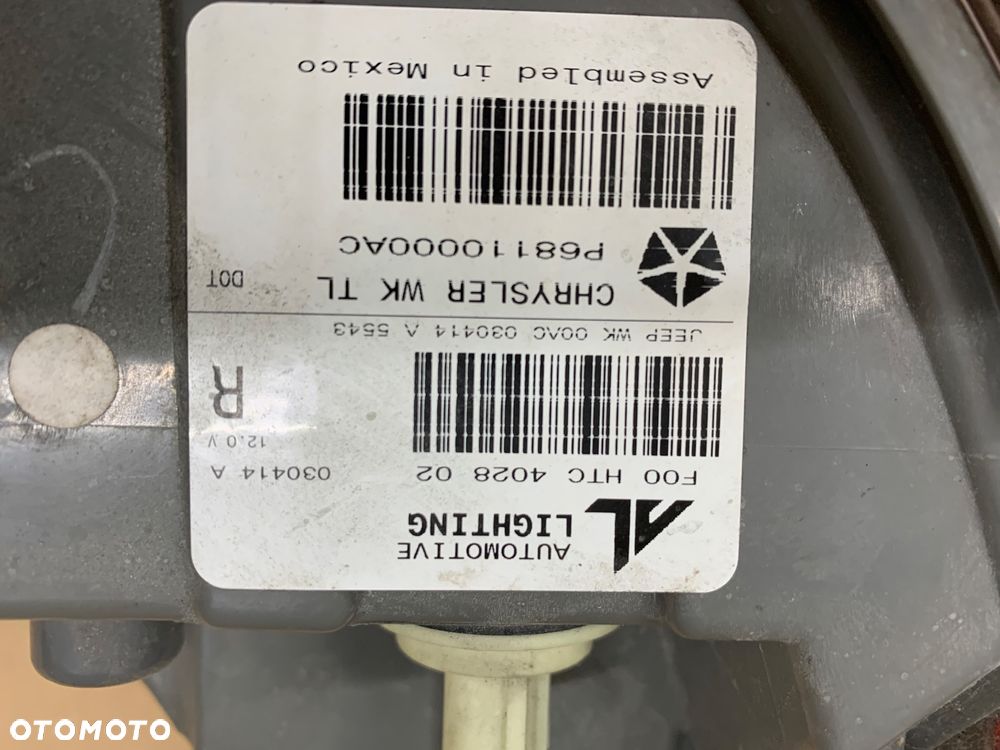 AUTOMOTIVE
LIGHTING
F00 HTC 4028 02
030414 A
12.0 V
R
JEEP WK 00AC 030414 A 5543
CHRYSLER WK TL
DOT
P68110000AC
Assembled in Mexico
OTOMOTO